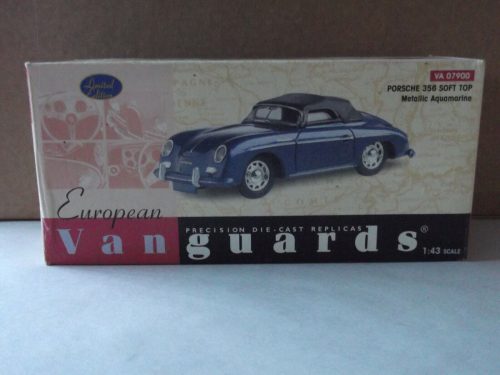 Limited
Edition
VA 07900
PORSCHE 356 SOFT TOP
Metallic Aquamarine
European
PRECISION DIE-CAST REPLICAS
Vanguards®
1:43 SCALE